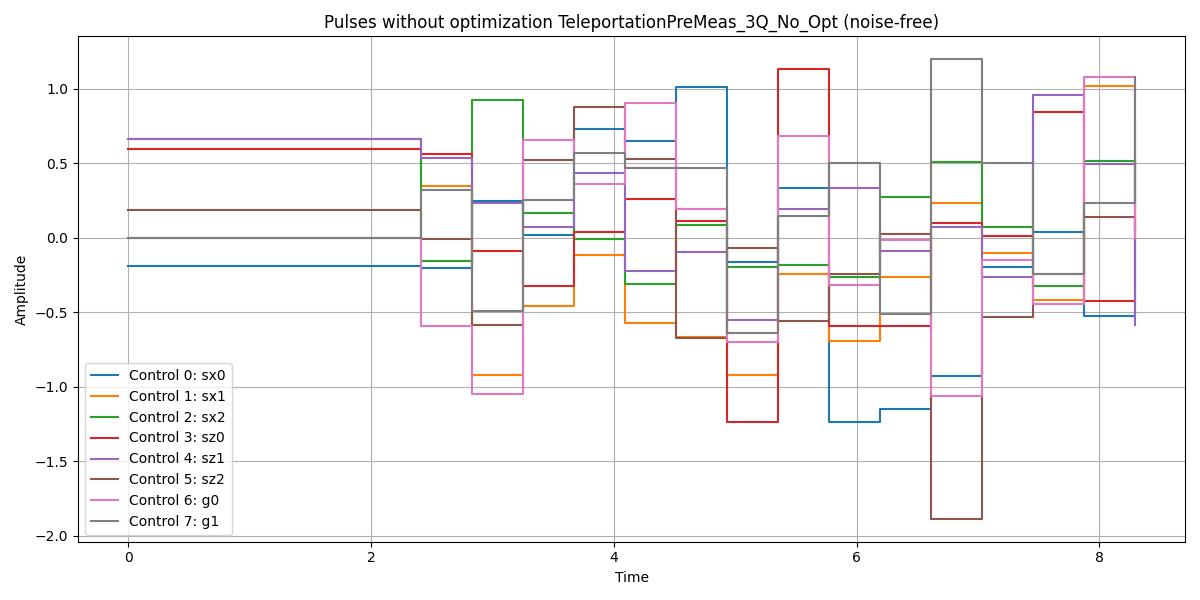 Pulses without optimization TeleportationPreMeas_3Q_No_Opt (noise-free)
Amplitude
1.0
0.5
0.0
−0.5
−1.0
−1.5
−2.0
Control 0: sx0
Control 1: sx1
Control 2: sx2
Control 3: sz0
Control 4: sz1
Control 5: sz2
Control 6: g0
Control 7: g1
0 2 4 6 8
Time